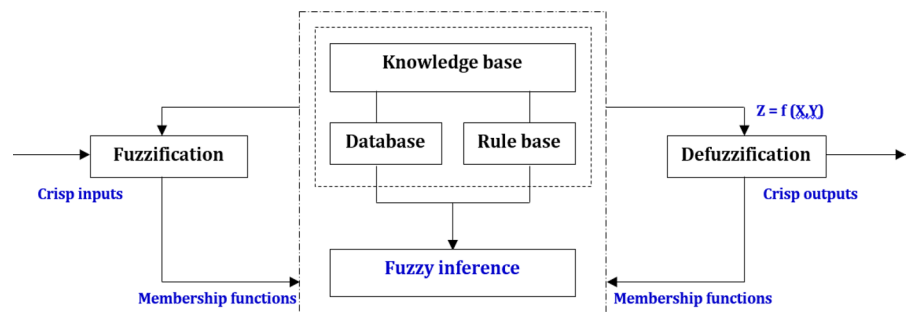 Knowledge base
Z = f (X,Y)
Fuzzification
Database
Rule base
Defuzzification
Crisp inputs
Crisp outputs
Fuzzy inference
Membership functions
Membership functions